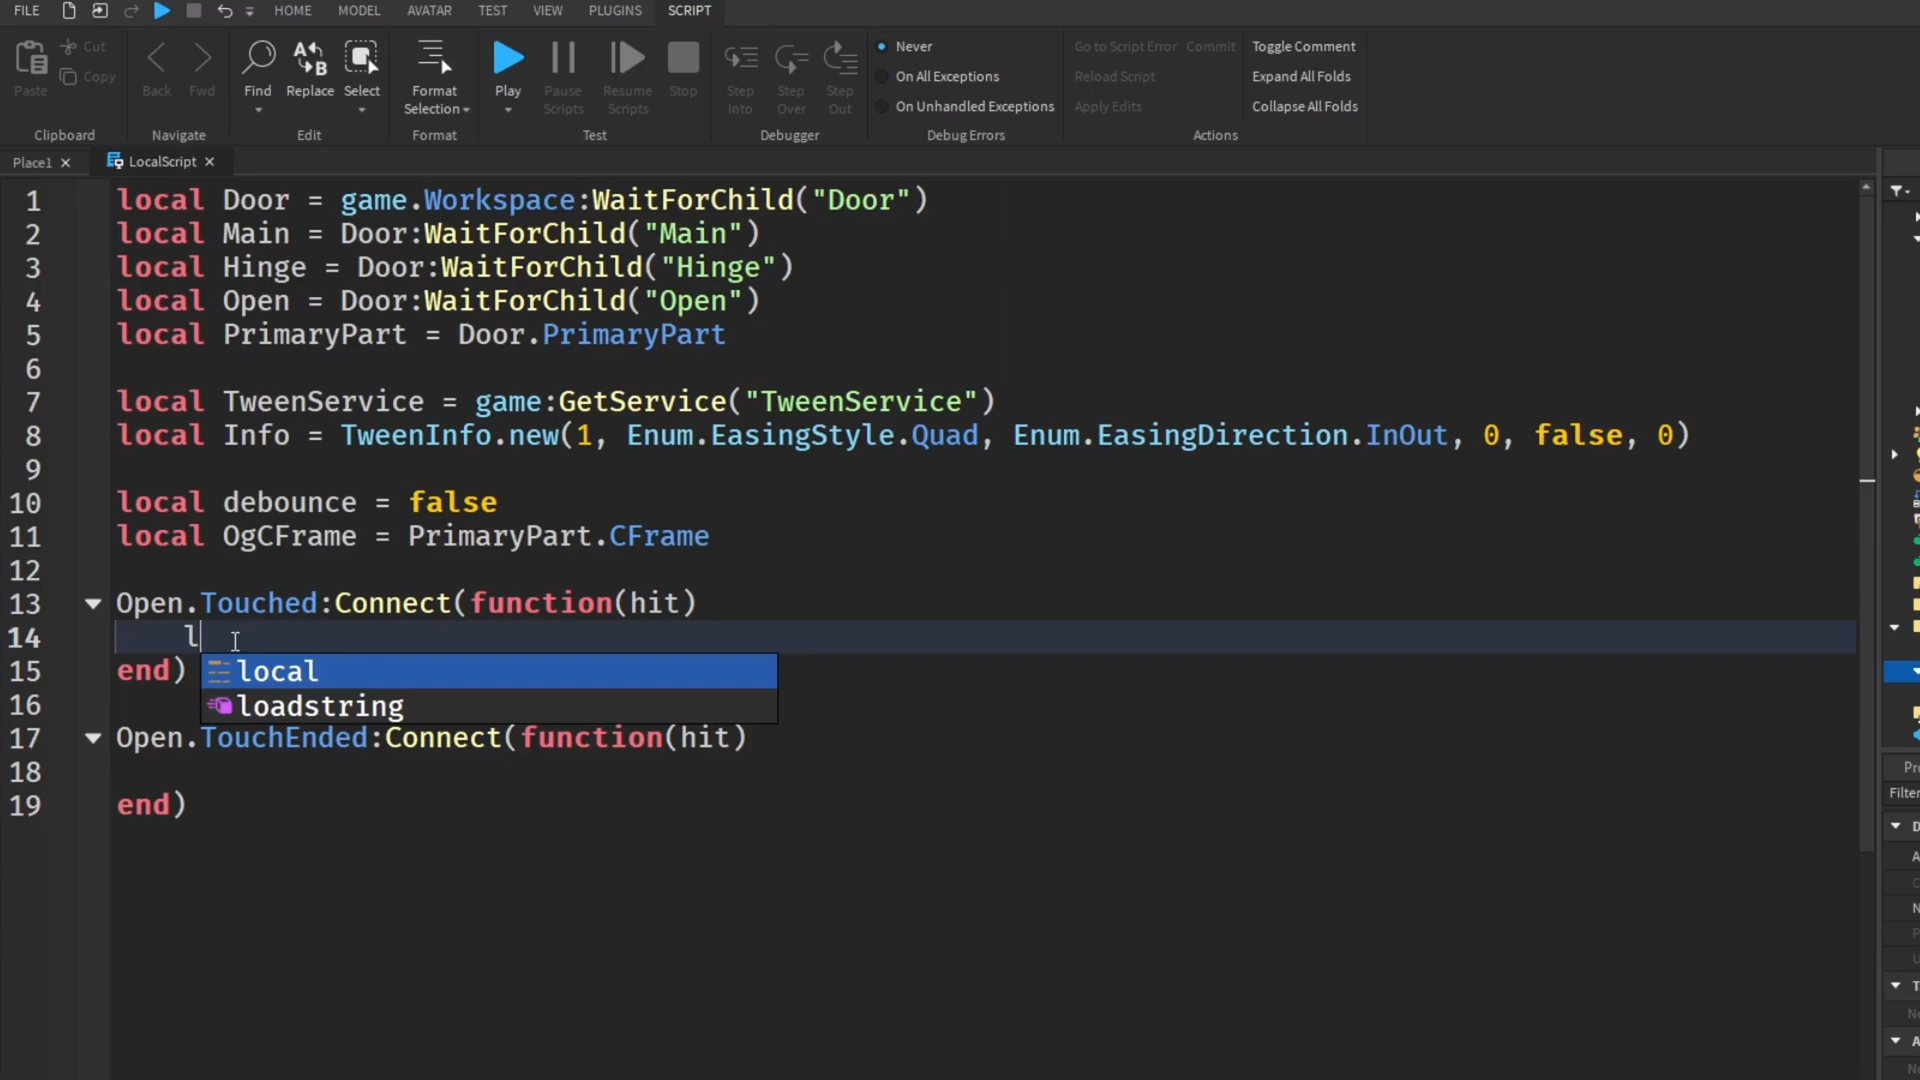 FILE HOME MODEL AVATAR TEST VIEW PLUGINS SCRIPT
Paste
Cut
Copy
Clipboard
Back Fwd
Navigate
Find Replace Select
Edit
Format
Selection
Format
Play Pause
Scripts Resume
Scripts Stop
Test
Step
Into Step
Over Step
Out
Debugger
Never
On All Exceptions
On Unhandled Exceptions
Debug Errors
Go to Script Error Commit
Reload Script
Apply Edits
Toggle Comment
Expand All Folds
Collapse All Folds
Actions
Place1 LocalScript
1 local Door = game.Workspace:WaitForChild("Door")
2 local Main = Door:WaitForChild("Main")
3 local Hinge = Door:WaitForChild("Hinge")
4 local Open = Door:WaitForChild("Open")
5 local PrimaryPart = Door.PrimaryPart
6
7 local TweenService = game:GetService("TweenService")
8 local Info = TweenInfo.new(1, Enum.EasingStyle.Quad, Enum.EasingDirection.InOut, 0, false, 0)
9
10 local debounce = false
11 local OgCFrame = PrimaryPart.CFrame
12
13 Open.Touched:Connect(function(hit)
14 l
15 end)
local
16
loadstring
17 Open.TouchEnded:Connect(function(hit)
18
19 end)